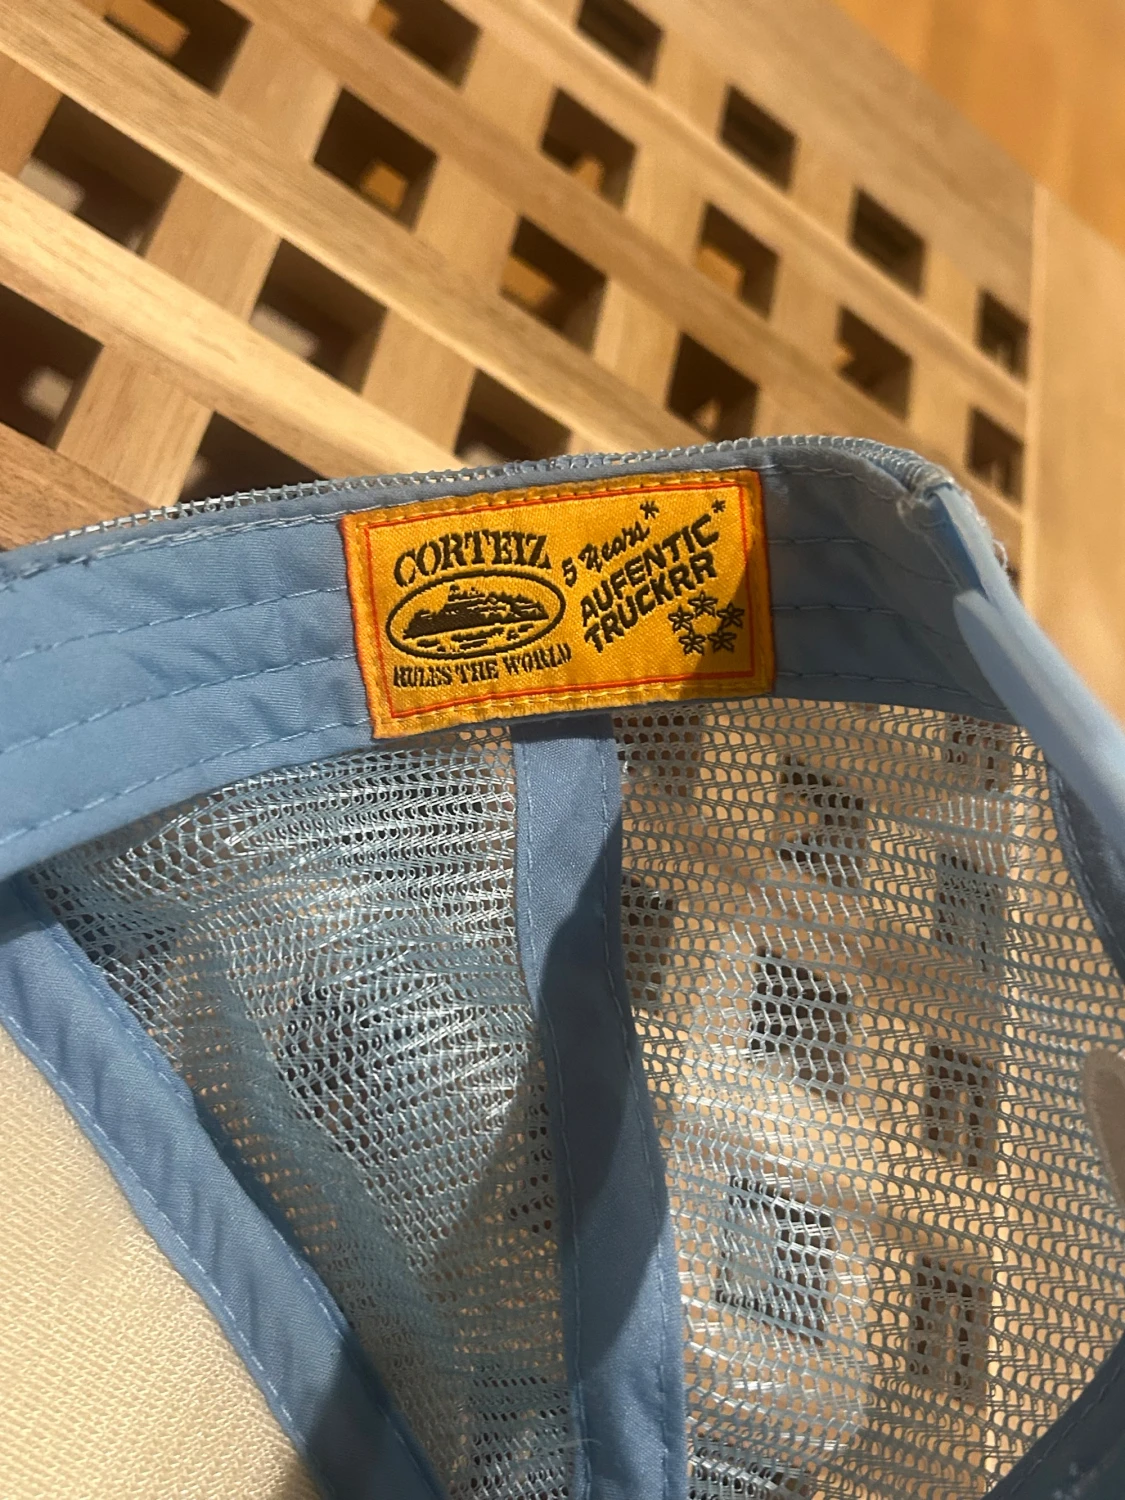 CORTEIZ
RULES THE WORLD
5 Years*
AUFENTIC*
TRUCKRR